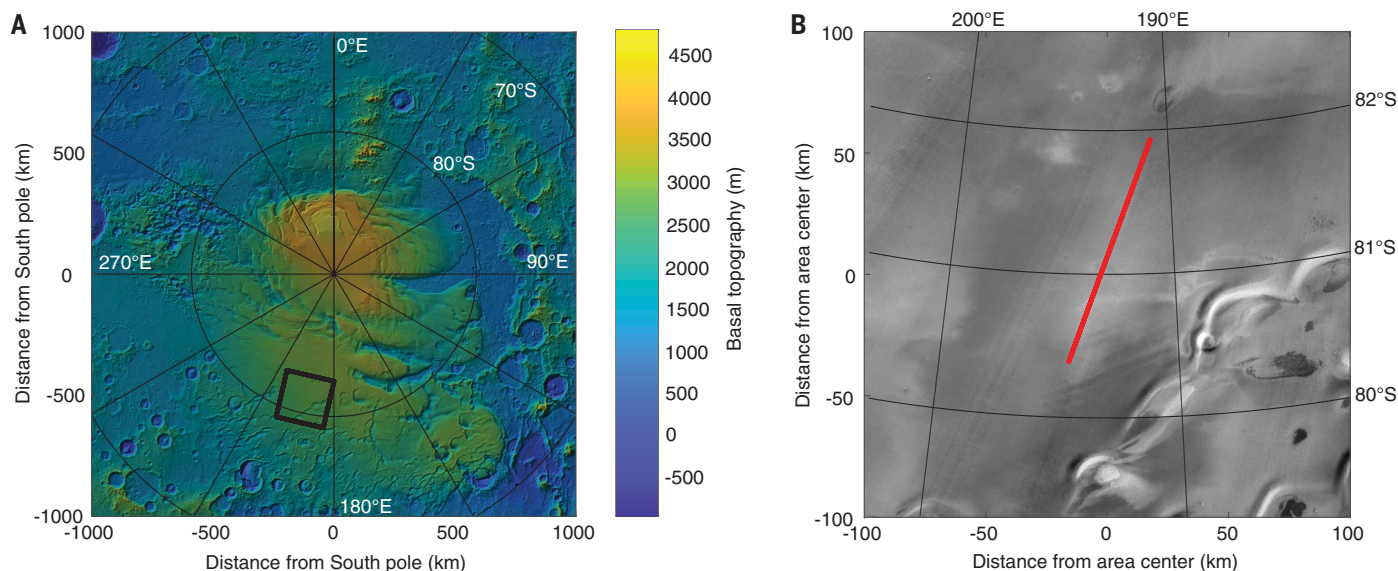 A
1000
500
0
-500
-1000
Distance from South pole (km)
0°E
70°S
80°S
270°E
90°E
180°E
-1000
-500
0
500
1000
Distance from South pole (km)
4500
4000
3500
3000
2500
2000
1500
1000
500
0
-500
Basal topography (m)
B
200°E
190°E
100
50
0
-50
-100
Distance from area center (km)
82°S
81°S
80°S
-100
-50
0
50
100
Distance from area center (km)